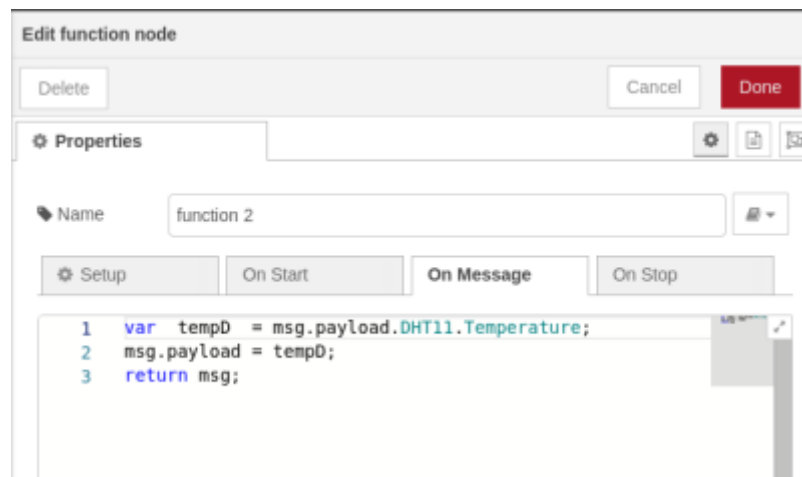 Edit function node
Delete Cancel Done
Properties
Name function 2
Setup On Start On Message On Stop
1 var tempD = msg.payload.DHT11.Temperature;
2 msg.payload = tempD;
3 return msg;